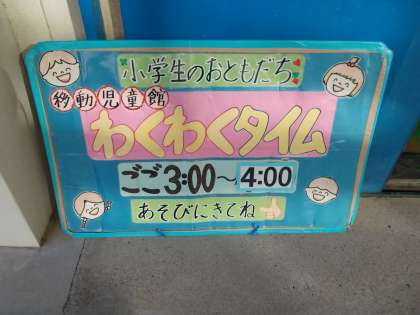 小学生のおともだち
移動児童館
わくわくタイム
ごご3:00～4:00
あそびにきてね